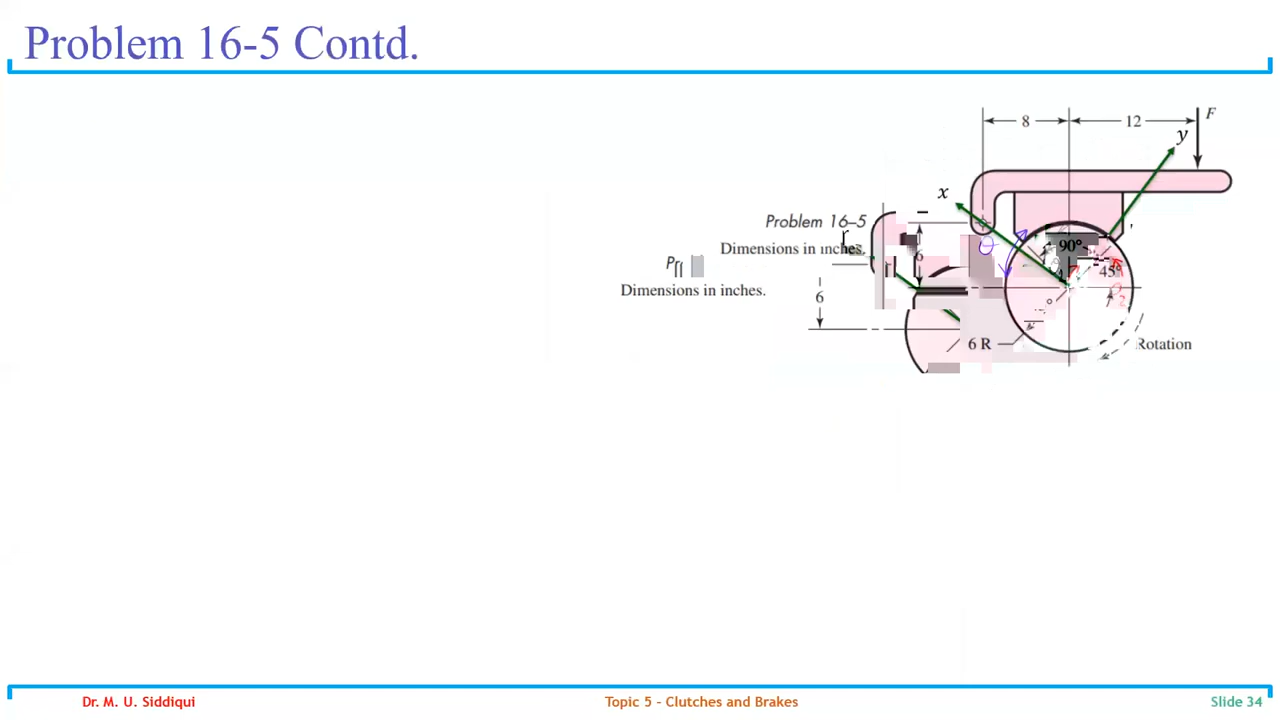 Problem 16-5 Contd.
8
12
F
y
x
Problem 16–5
Dimensions in inches.
6
90°
45°
Dimensions in inches.
6
6 R
Rotation
Dr. M. U. Siddiqui
Topic 5 - Clutches and Brakes
Slide 34